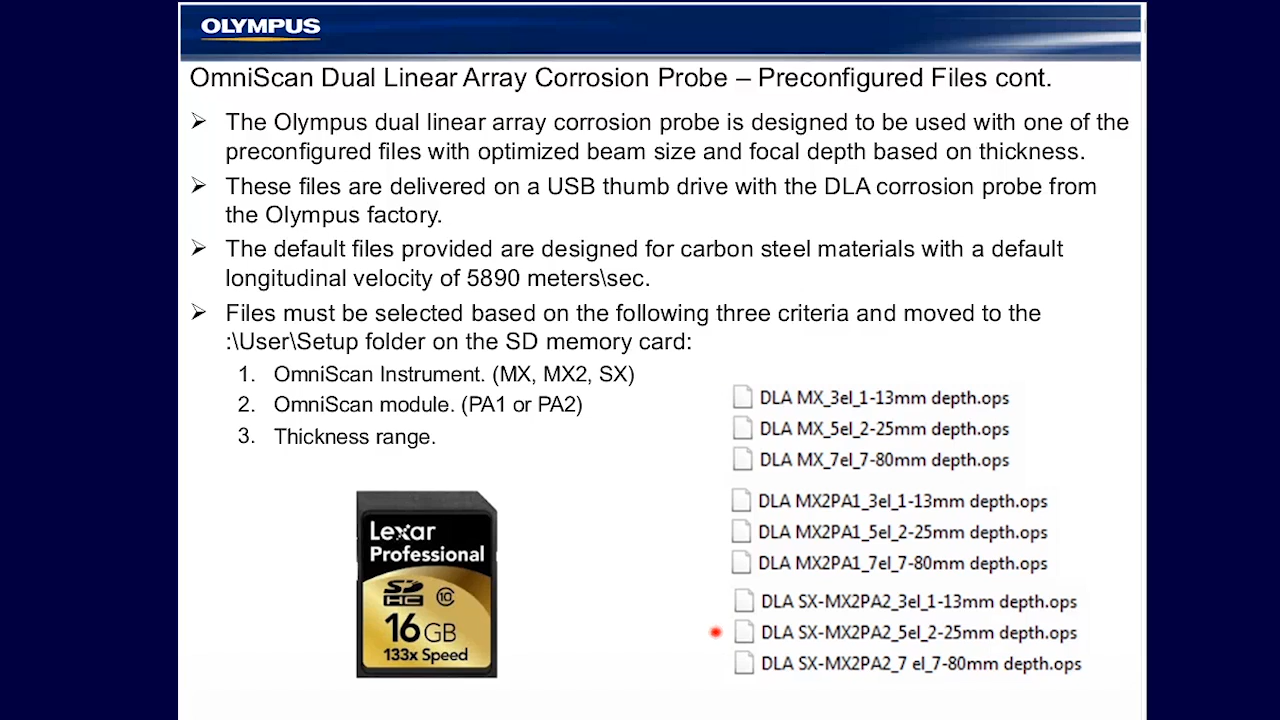 OLYMPUS
OmniScan Dual Linear Array Corrosion Probe – Preconfigured Files cont.
➢ The Olympus dual linear array corrosion probe is designed to be used with one of the
preconfigured files with optimized beam size and focal depth based on thickness.
➢ These files are delivered on a USB thumb drive with the DLA corrosion probe from
the Olympus factory.
➢ The default files provided are designed for carbon steel materials with a default
longitudinal velocity of 5890 meters\sec.
➢ Files must be selected based on the following three criteria and moved to the
:\User\Setup folder on the SD memory card:
1. OmniScan Instrument. (MX, MX2, SX)
2. OmniScan module. (PA1 or PA2)
3. Thickness range.
DLA MX_3el_1-13mm depth.ops
DLA MX_5el_2-25mm depth.ops
DLA MX_7el_7-80mm depth.ops
DLA MX2PA1_3el_1-13mm depth.ops
DLA MX2PA1_5el_2-25mm depth.ops
DLA MX2PA1_7el_7-80mm depth.ops
DLA SX-MX2PA2_3el_1-13mm depth.ops
DLA SX-MX2PA2_5el_2-25mm depth.ops
DLA SX-MX2PA2_7 el_7-80mm depth.ops
Lexar
Professional
SD HC 10
16 GB
133x Speed